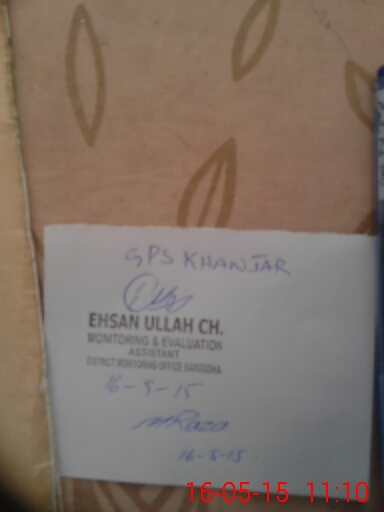 GPS KHANJAR
EHSAN ULLAH CH.
MONITORING & EVALUATION
ASSISTANT
DISTRICT MONITORING OFFICE SARGODHA
16-5-15
MRaza
16-5-15.
16-05-15 11:10